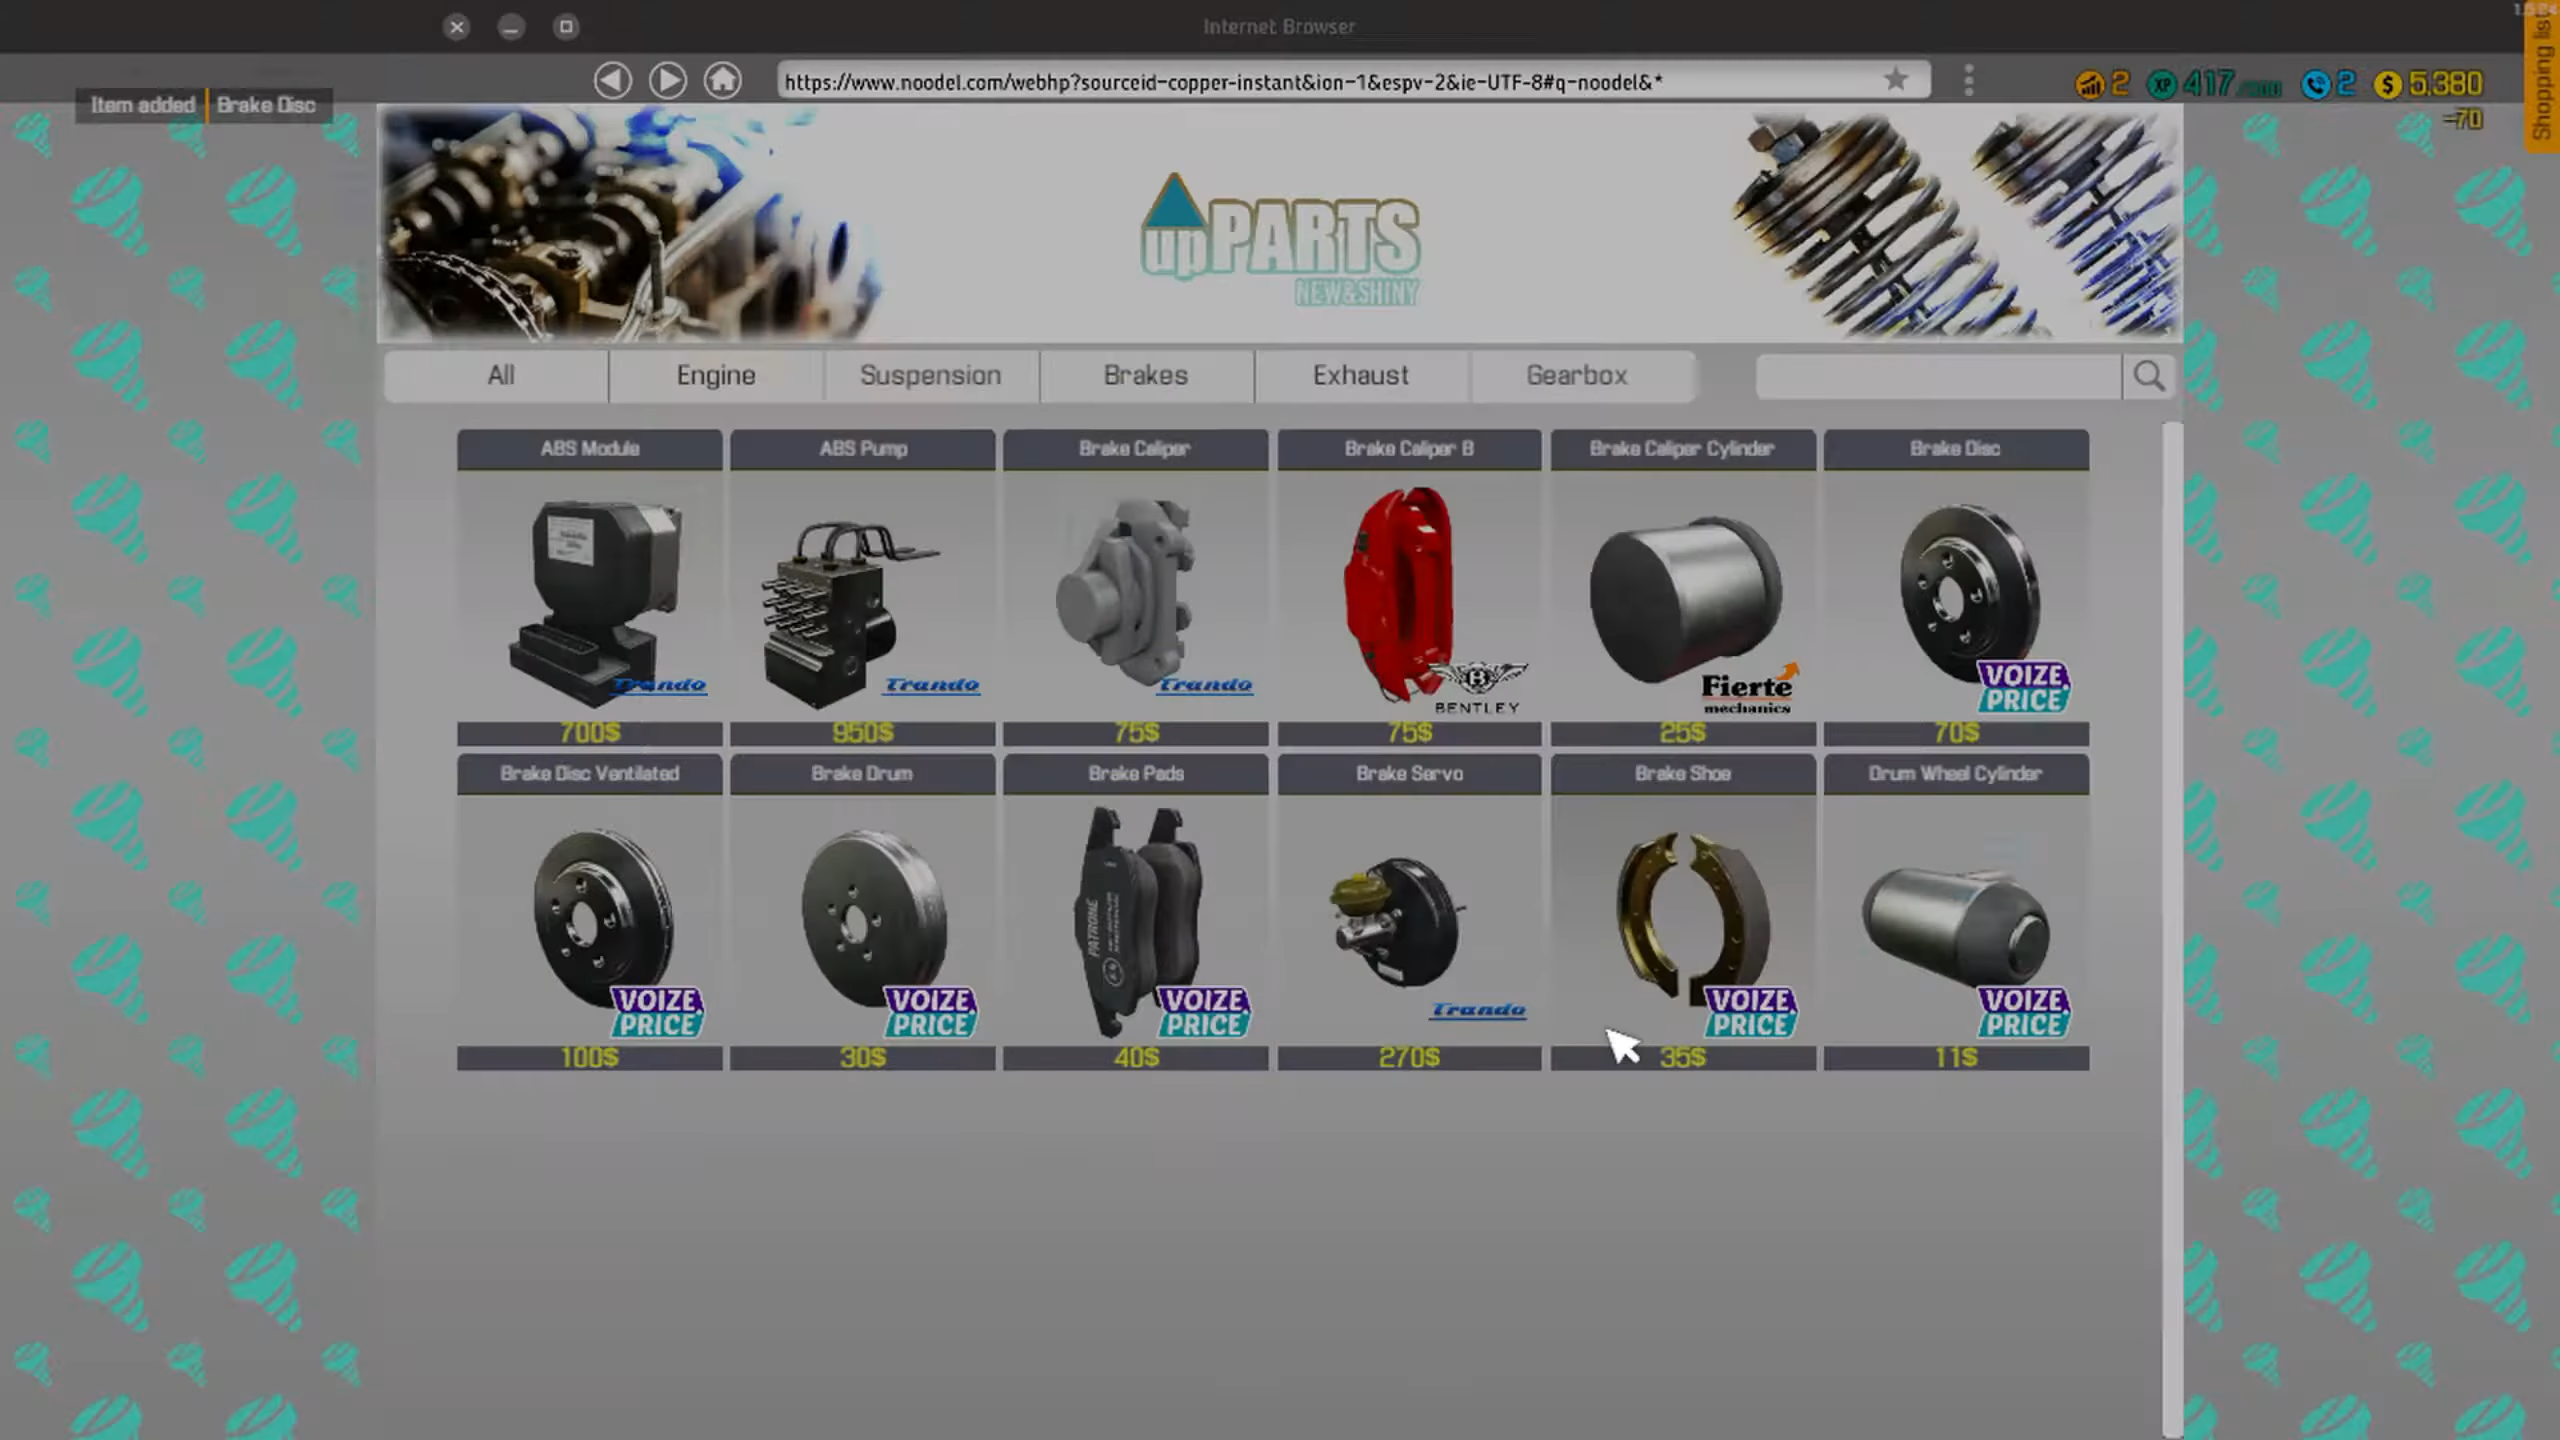 Internet Browser
https://www.noodel.com/webhp?sourceid-copper-instant&ion-1&espv-2&ie-UTF-8#q-noodel&*
2 XP 417 2 $ 5,380
-70
Shopping list
Item added | Brake Disc
upPARTS
NEW&SHINY
All Engine Suspension Brakes Exhaust Gearbox
ABS Module ABS Pump Brake Caliper Brake Caliper B Brake Caliper Cylinder Brake Disc
Trando Trando Trando BENTLEY Fierte mechanics VOIZE PRICE
700$ 950$ 75$ 75$ 25$ 70$
Brake Disc Ventilated Brake Drum Brake Pads Brake Servo Brake Shoe Drum Wheel Cylinder
PATRONE
VOIZE PRICE VOIZE PRICE VOIZE PRICE Trando VOIZE PRICE VOIZE PRICE
100$ 30$ 40$ 270$ 35$ 11$